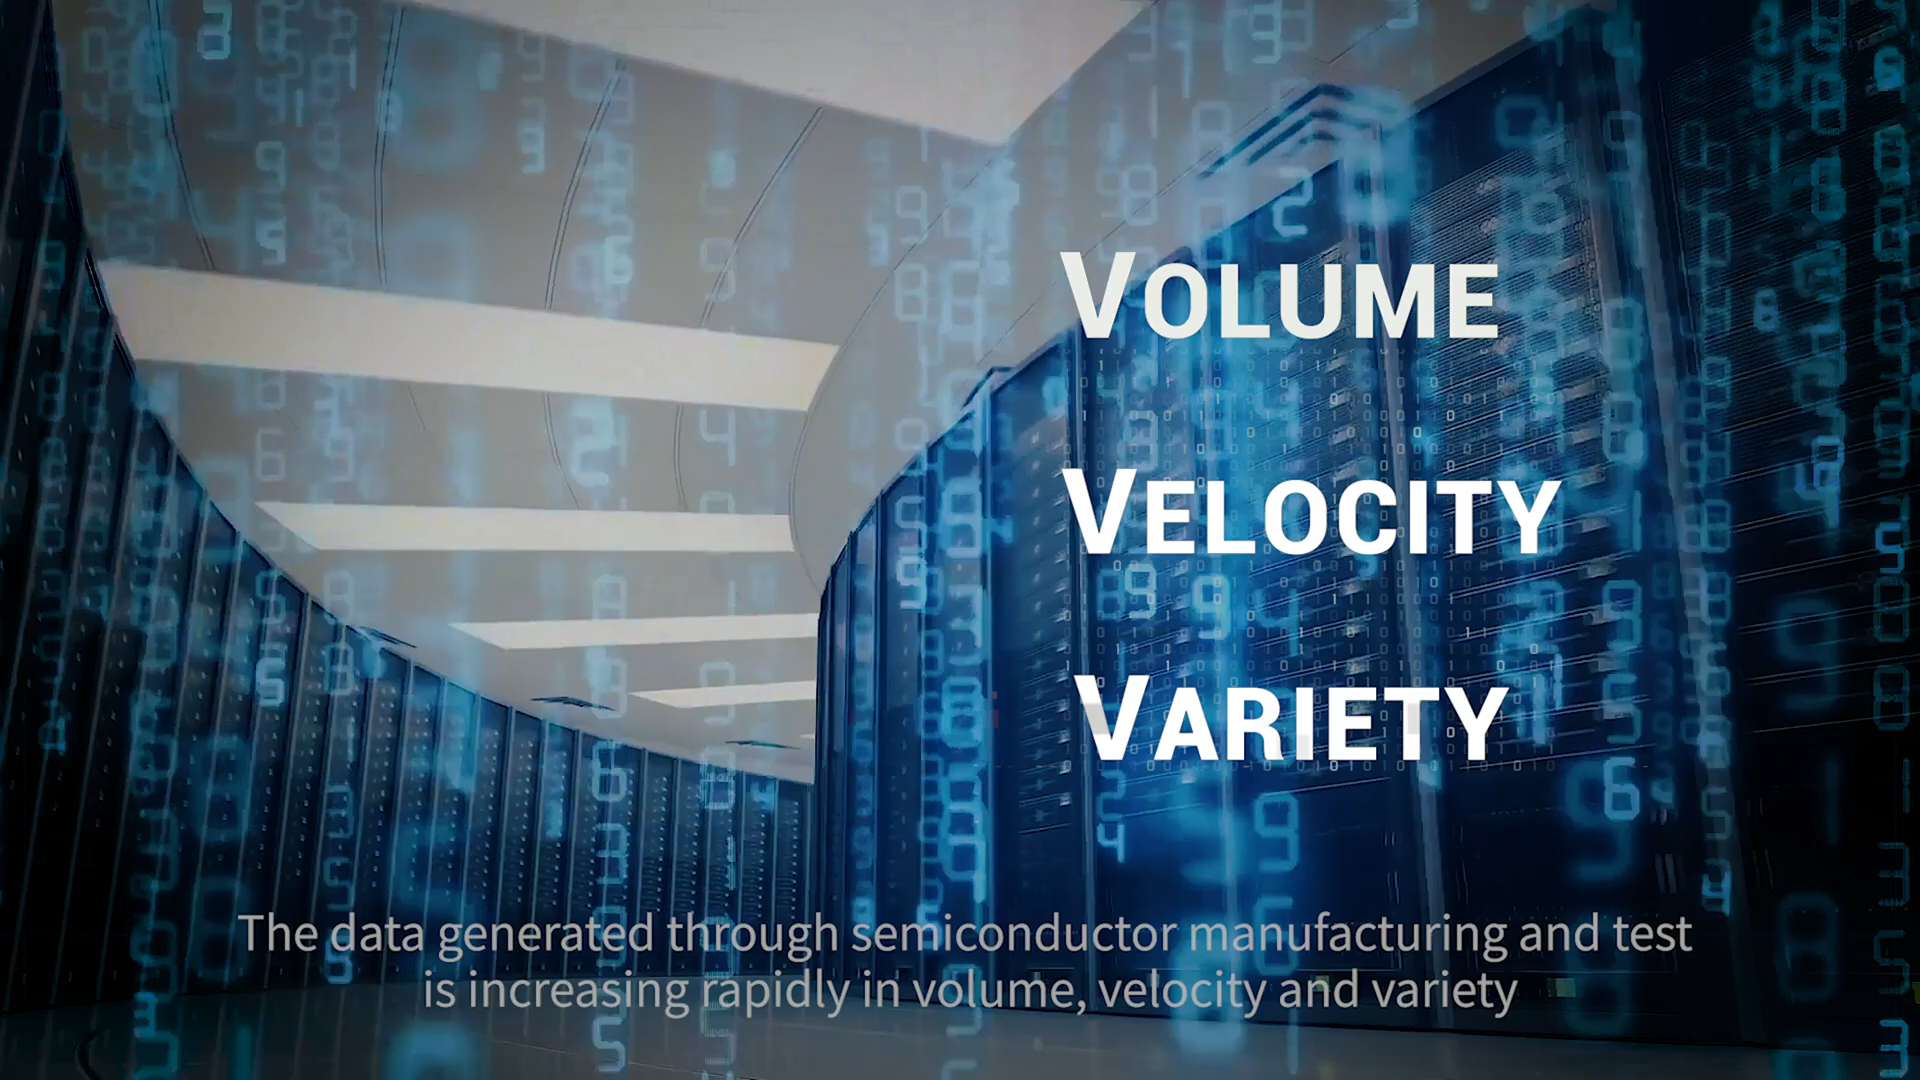 VOLUME
VELOCITY
VARIETY
The data generated through semiconductor manufacturing and test
is increasing rapidly in volume, velocity and variety